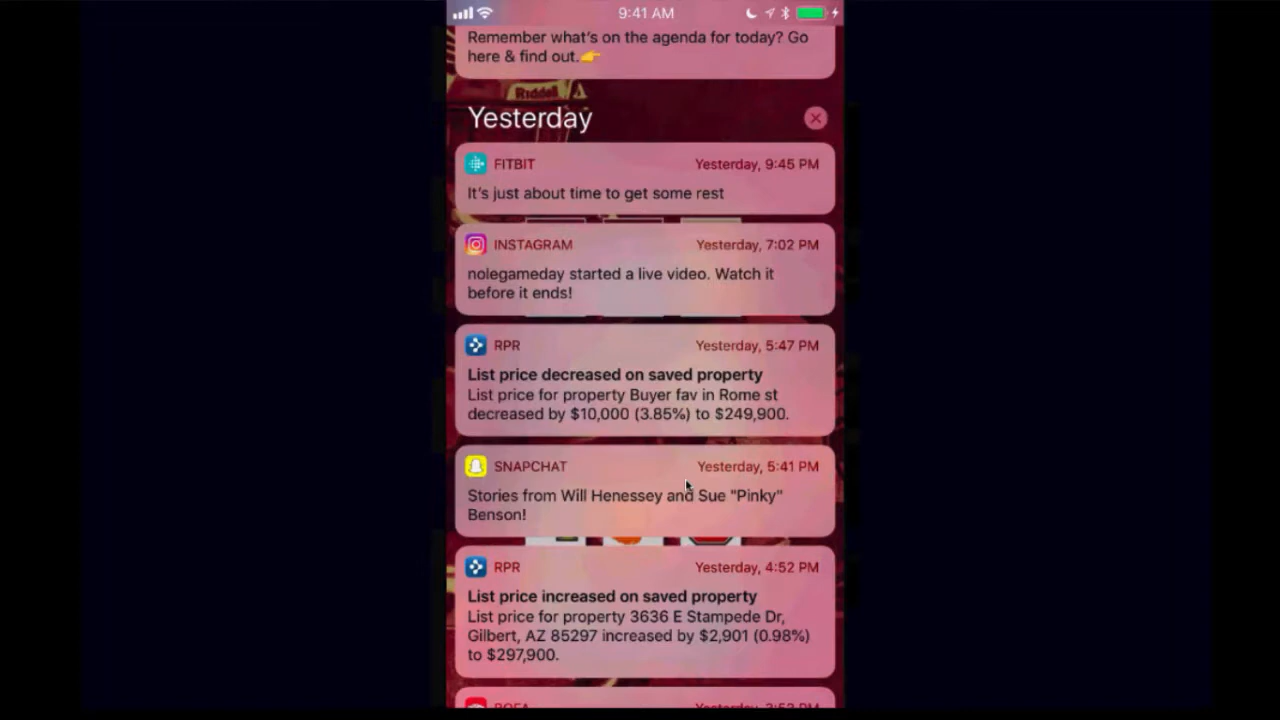 9:41 AM
Remember what's on the agenda for today? Go
here & find out.👉
Riddell
Yesterday
FITBIT Yesterday, 9:45 PM
It's just about time to get some rest
INSTAGRAM Yesterday, 7:02 PM
nolegameday started a live video. Watch it
before it ends!
RPR Yesterday, 5:47 PM
List price decreased on saved property
List price for property Buyer fav in Rome st
decreased by $10,000 (3.85%) to $249,900.
SNAPCHAT Yesterday, 5:41 PM
Stories from Will Henessey and Sue "Pinky"
Benson!
RPR Yesterday, 4:52 PM
List price increased on saved property
List price for property 3636 E Stampede Dr,
Gilbert, AZ 85297 increased by $2,901 (0.98%)
to $297,900.